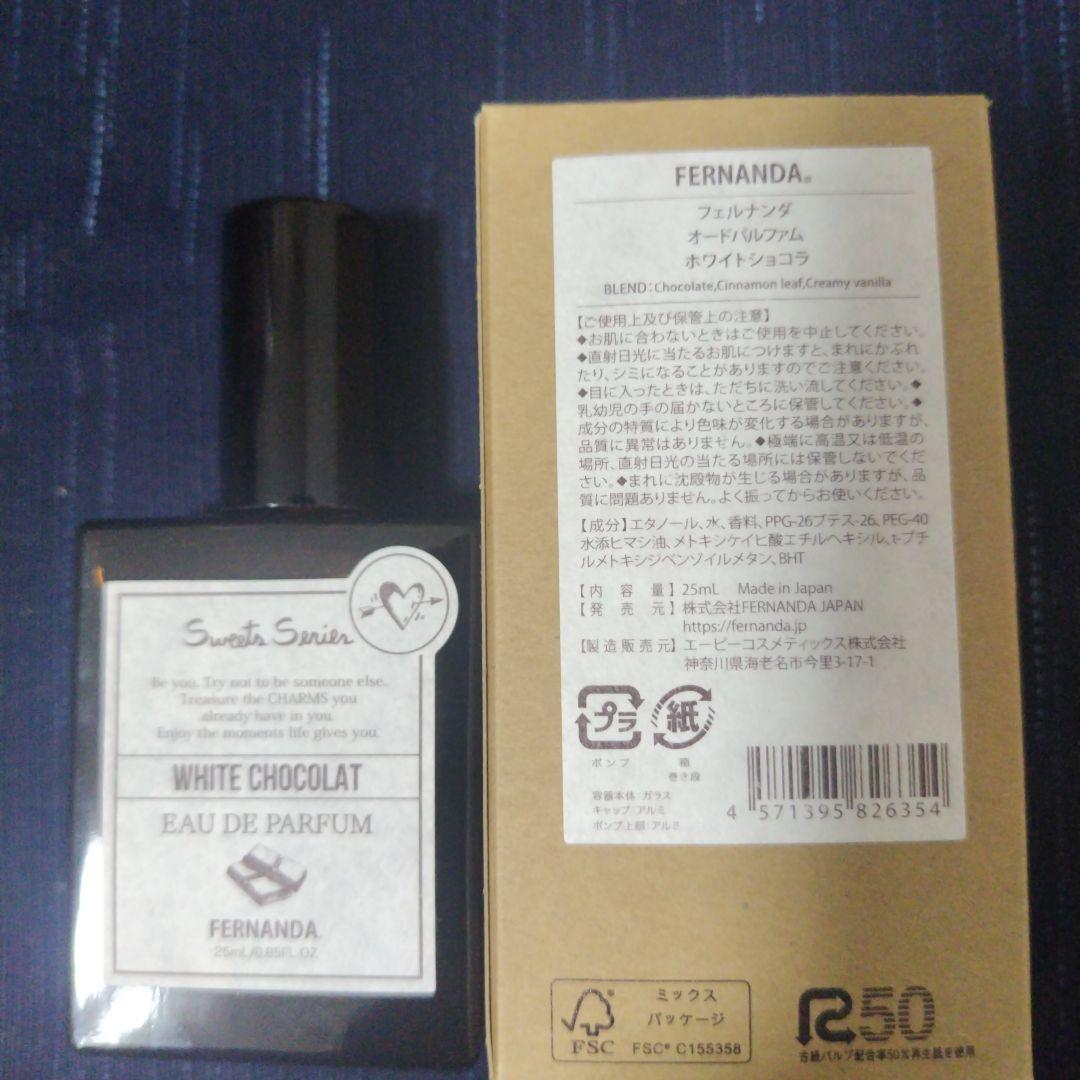 Sweets Series
Be you. Try not to be someone else.
Treasure the CHARMS you
already have in you.
Enjoy the moments life gives you.
WHITE CHOCOLAT
EAU DE PARFUM
FERNANDA.
25mL/0.85FL.OZ
FERNANDA®
フェルナンダ
オードパルファム
ホワイトショコラ
BLEND:Chocolate,Cinnamon leaf,Creamy vanilla
【ご使用上及び保管上の注意】
◆お肌に合わないときはご使用を中止してください。
◆直射日光に当たるお肌につけますと、まれにかぶれ
たり、シミになることがありますのでご注意ください。
◆目に入ったときは、ただちに洗い流してください。◆
乳幼児の手の届かないところに保管してください。◆
成分の特質により色味が変化する場合がありますが、
品質に異常はありません。◆極端に高温又は低温の
場所、直射日光の当たる場所には保管しないでくだ
さい。◆まれに沈殿物が生じる場合がありますが、品
質に問題ありません。よく振ってからお使いください。
【成分】エタノール、水、香料、PPG-26ブテス-26、PEG-40
水添ヒマシ油、メトキシケイヒ酸エチルヘキシル、t-ブチ
ルメトキシジベンゾイルメタン、BHT
【内容量】25mL Made in Japan
【発売元】株式会社FERNANDA JAPAN
https://fernanda.jp
【製造販売元】エーピーコスメティックス株式会社
神奈川県海老名市今里3-17-1
プラ 紙
ポンプ 箱
巻き段
容器本体:ガラス
キャップ:アルミ
ポンプ上部:アルミ
4 571395 826354
FSC
ミックス
パッケージ
FSC® C155358
R50
古紙パルプ配合率50%再生紙を使用